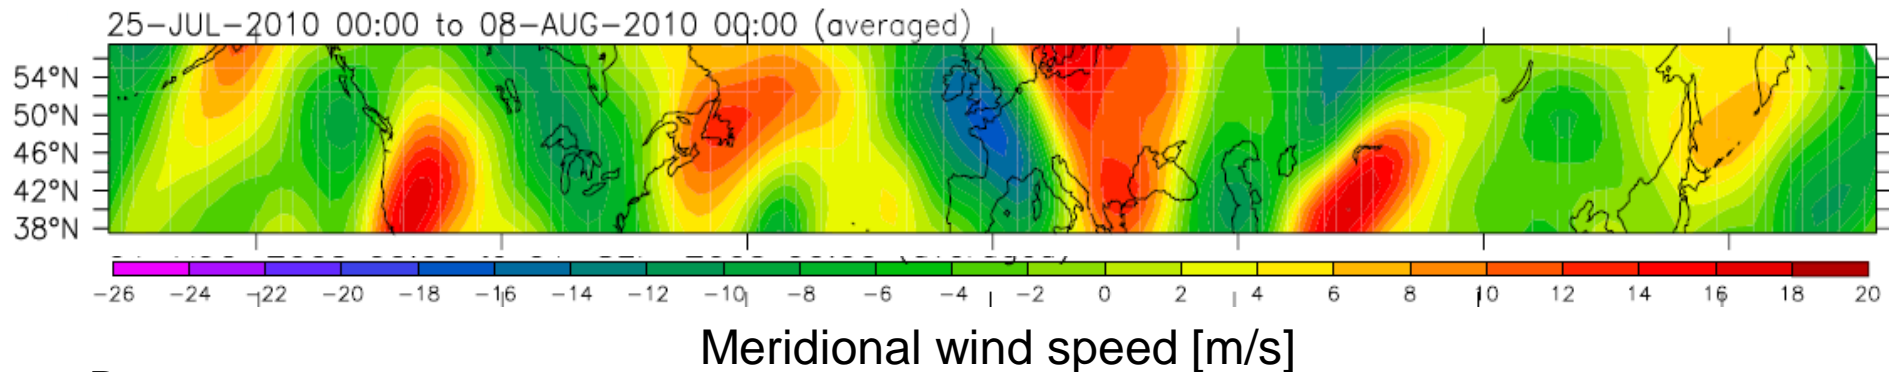 25-JUL-2010 00:00 to 08-AUG-2010 00:00 (averaged)
54°N
50°N
46°N
42°N
38°N
(averaged)
-26 -24 -22 -20 -18 -16 -14 -12 -10 -8 -6 -4 -2 0 2 4 6 8 10 12 14 16 18 20
Meridional wind speed [m/s]